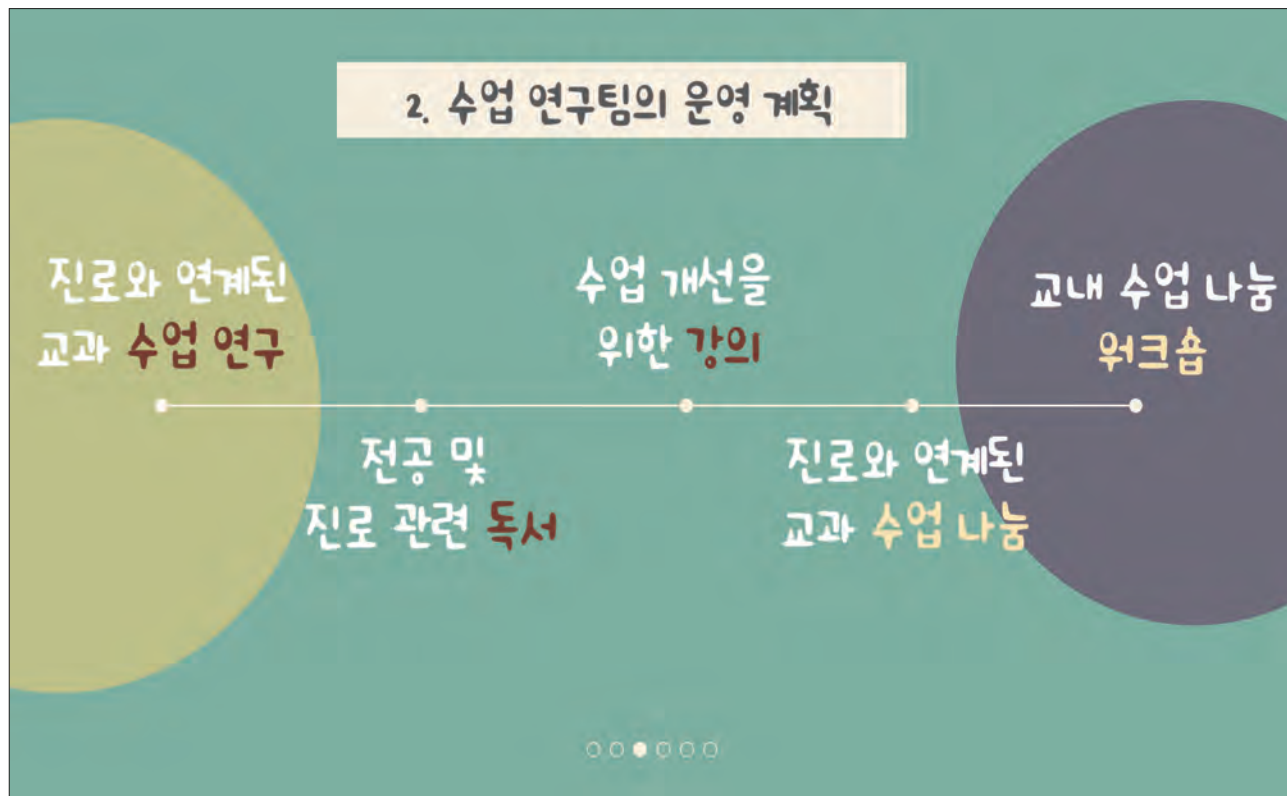 2. 수업 연구팀의 운영 계획
진로와 연계된
교과 수업 연구
전공 및
진로 관련 독서
수업 개선을
위한 강의
진로와 연계된
교과 수업 나눔
교내 수업 나눔
워크숍